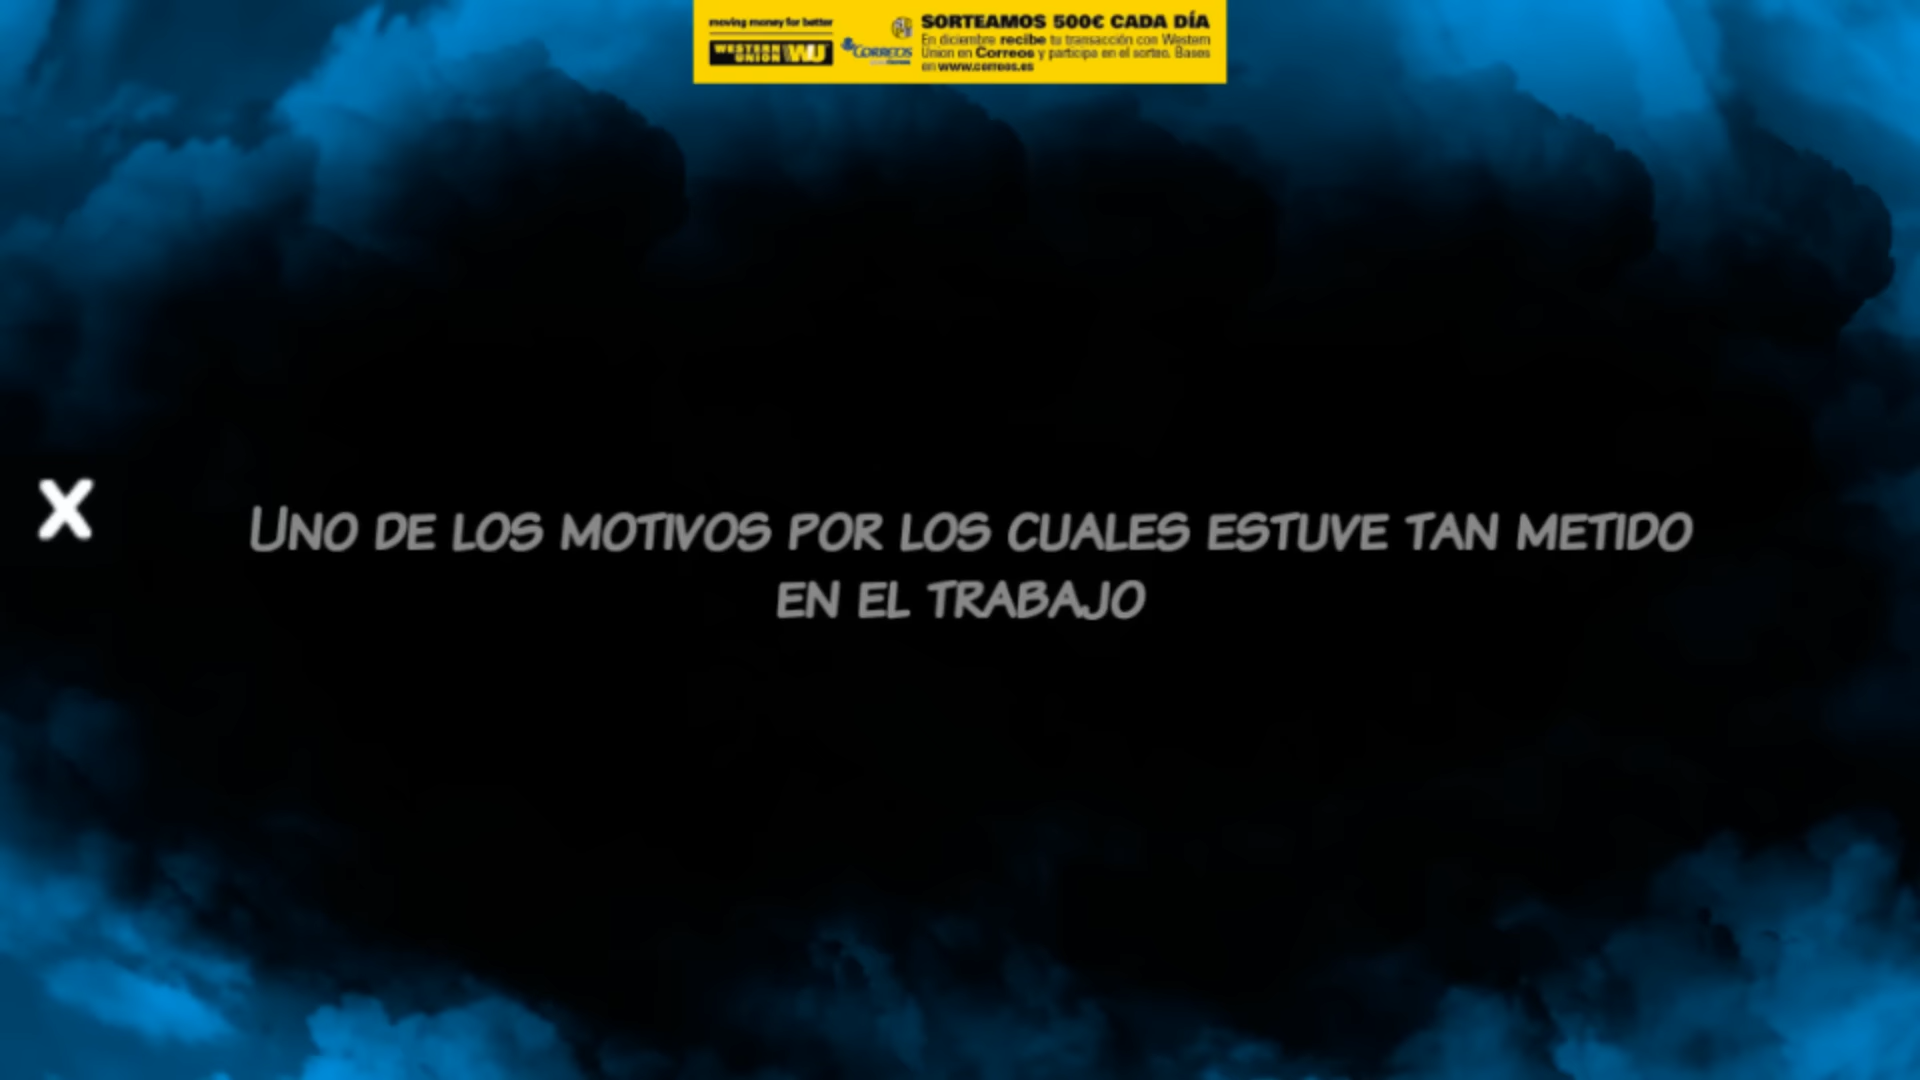 moving money for better
WESTERN UNION WU
Correos
SORTEAMOS 500€ CADA DÍA
En diciembre recibe tu transacción con Western
Union en Correos y participa en el sorteo. Bases
en www.correos.es
X
UNO DE LOS MOTIVOS POR LOS CUALES ESTUVE TAN METIDO
EN EL TRABAJO